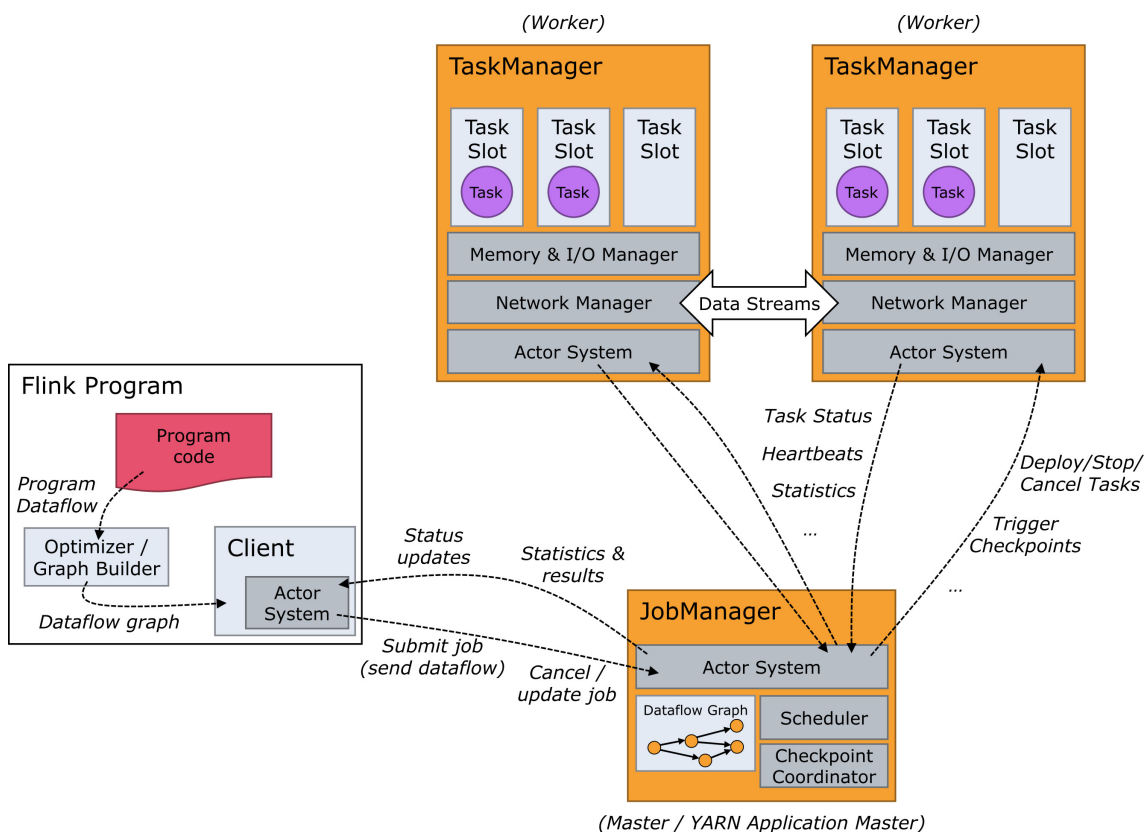 (Worker)
(Worker)
TaskManager
TaskManager
Task
Slot
Task
Task
Slot
Task
Task
Slot
Task
Slot
Task
Task
Slot
Task
Task
Slot
Memory & I/O Manager
Memory & I/O Manager
Network Manager
Data Streams
Network Manager
Actor System
Actor System
Flink Program
Program
code
Program
Dataflow
Optimizer /
Graph Builder
Dataflow graph
Client
Actor
System
Status
updates
Statistics &
results
Submit job
(send dataflow)
Cancel /
update job
Task Status
Heartbeats
Statistics
...
Deploy/Stop/
Cancel Tasks
Trigger
Checkpoints
...
JobManager
Actor System
Dataflow Graph
Scheduler
Checkpoint
Coordinator
(Master / YARN Application Master)